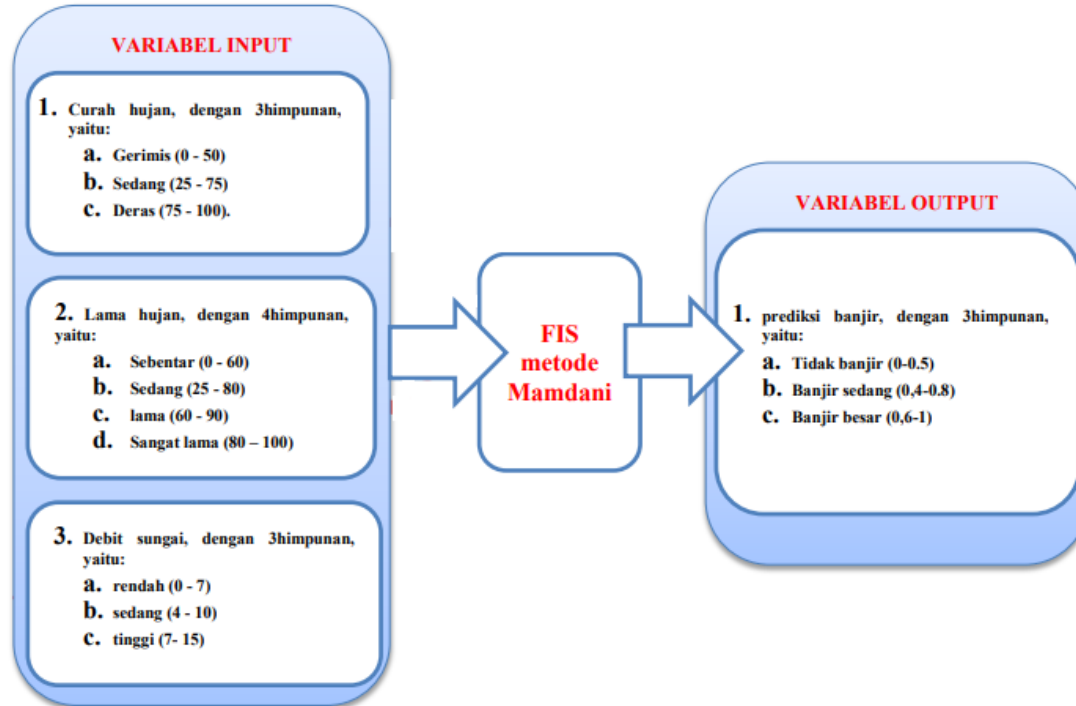 VARIABEL INPUT
1. Curah hujan, dengan 3himpunan,
yaitu:
a. Gerimis (0 - 50)
b. Sedang (25 - 75)
c. Deras (75 - 100).
2. Lama hujan, dengan 4himpunan,
yaitu:
a. Sebentar (0 - 60)
b. Sedang (25 - 80)
c. lama (60 - 90)
d. Sangat lama (80 – 100)
3. Debit sungai, dengan 3himpunan,
yaitu:
a. rendah (0 - 7)
b. sedang (4 - 10)
c. tinggi (7- 15)
FIS
metode
Mamdani
VARIABEL OUTPUT
1. prediksi banjir, dengan 3himpunan,
yaitu:
a. Tidak banjir (0-0.5)
b. Banjir sedang (0,4-0.8)
c. Banjir besar (0,6-1)